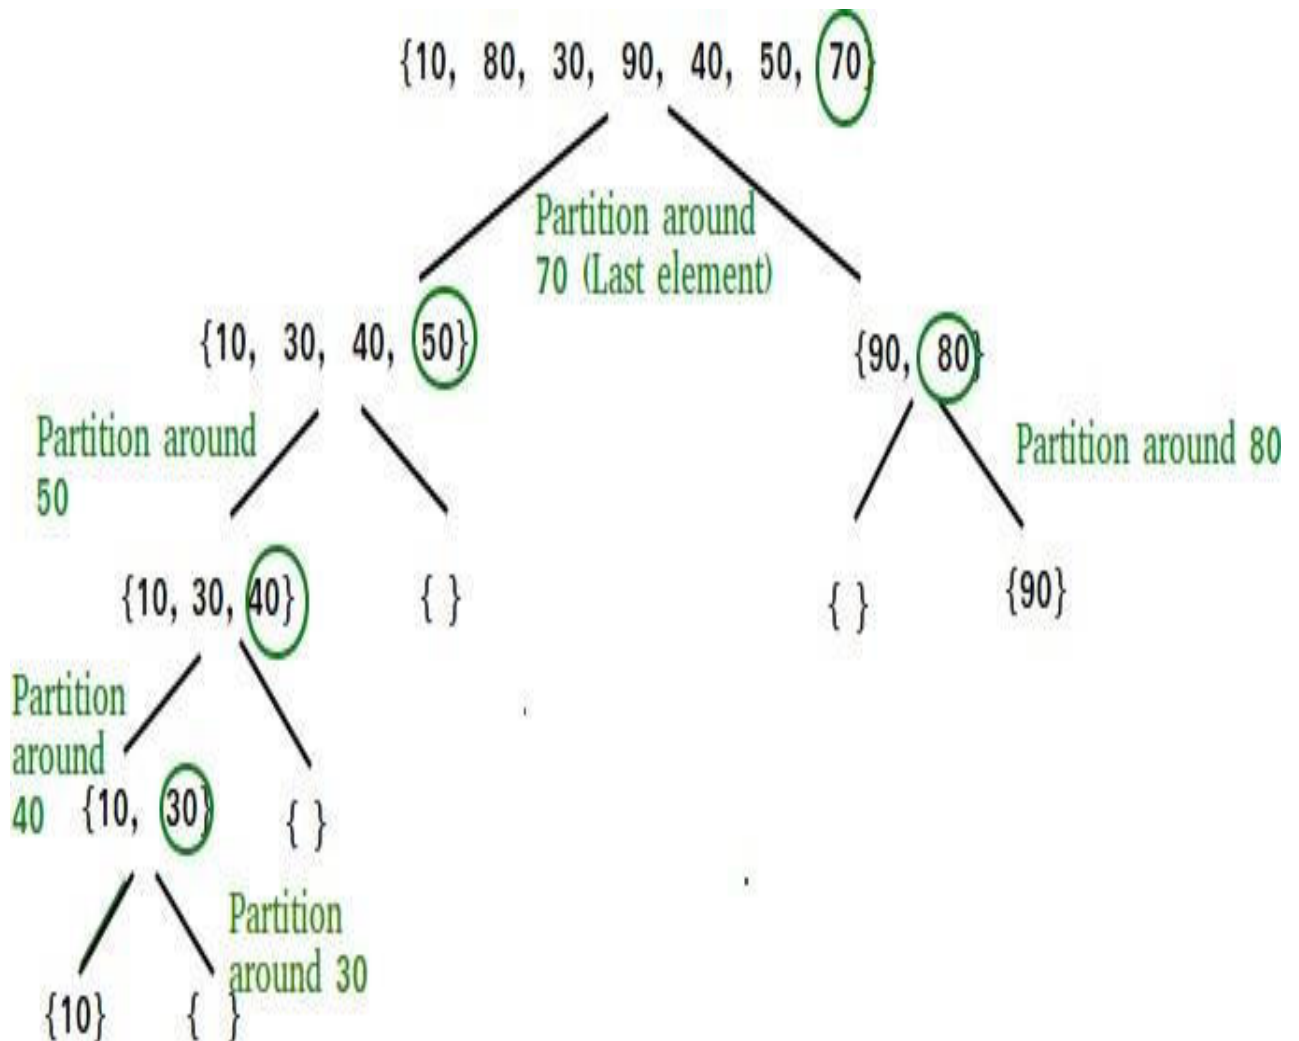 {10, 80, 30, 90, 40, 50, 70}
Partition around
70 (Last element)
{10, 30, 40, 50}
{90, 80}
Partition around
50
Partition around 80
{10, 30, 40}
{ }
{ }
{90}
Partition
around
40
{10, 30}
{ }
Partition
around 30
{10}
{ }